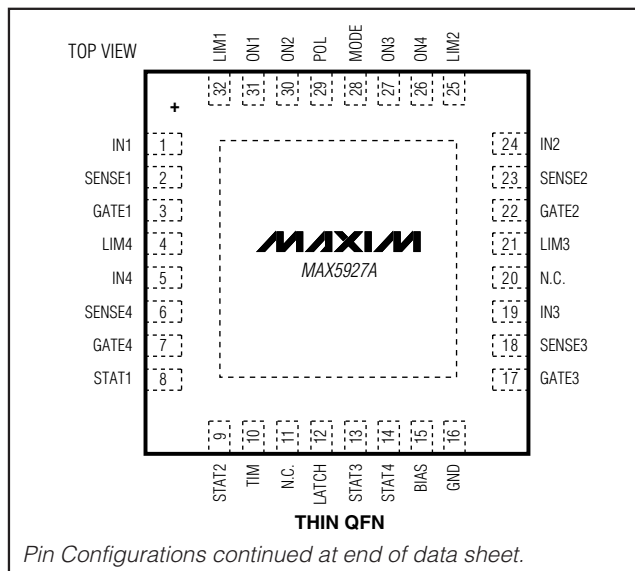 TOP VIEW
LIM1
ON1
ON2
POL
MODE
ON3
ON4
LIM2
32
31
30
29
28
27
26
25
+
IN1 1
SENSE1 2
GATE1 3
LIM4 4
IN4 5
SENSE4 6
GATE4 7
STAT1 8
MAXIM
MAX5927A
24 IN2
23 SENSE2
22 GATE2
21 LIM3
20 N.C.
19 IN3
18 SENSE3
17 GATE3
9
10
11
12
13
14
15
16
STAT2
TIM
N.C.
LATCH
STAT3
STAT4
BIAS
GND
THIN QFN
Pin Configurations continued at end of data sheet.